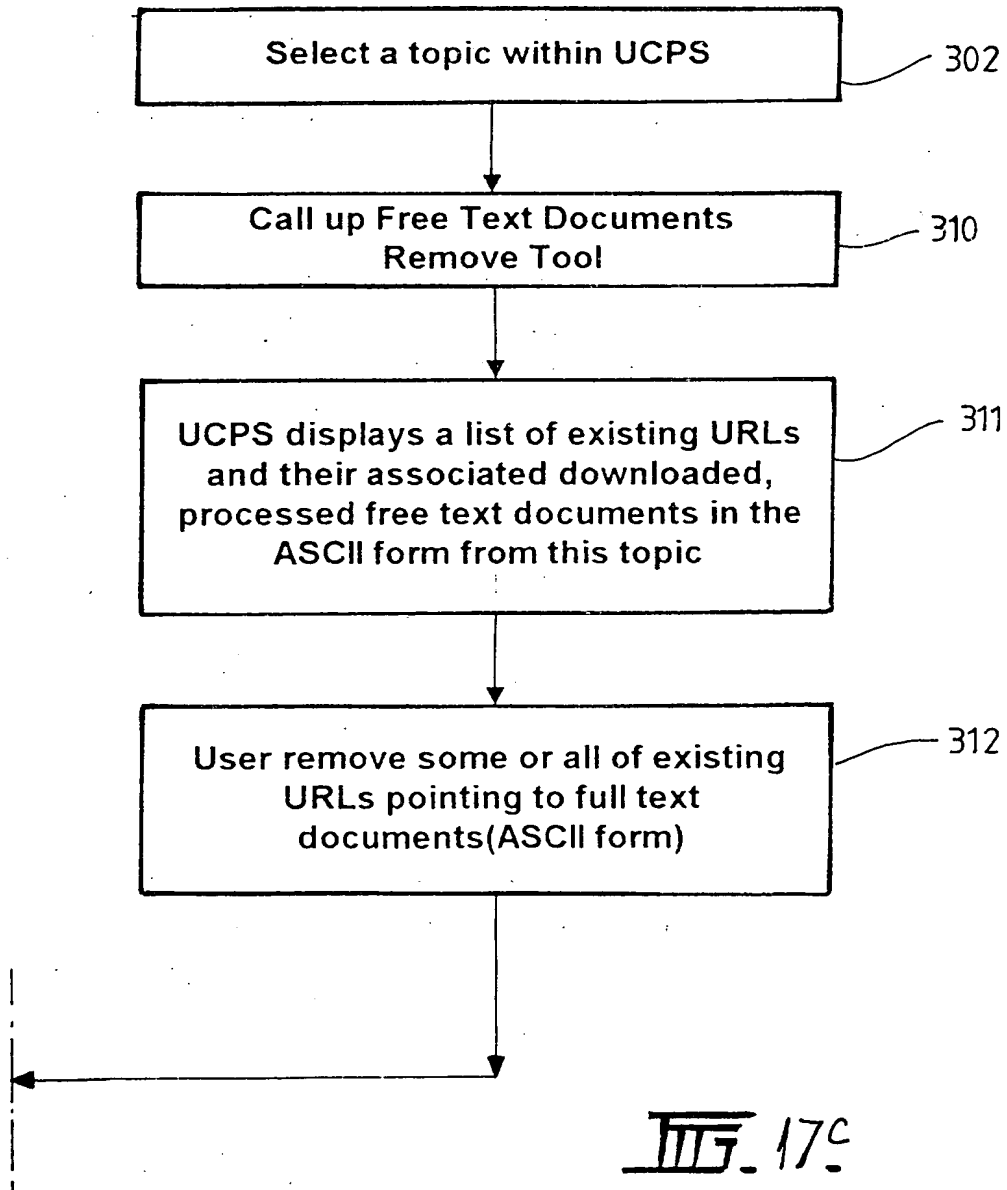 Select a topic within UCPS
302
Call up Free Text Documents
Remove Tool
310
UCPS displays a list of existing URLs
and their associated downloaded,
processed free text documents in the
ASCII form from this topic
311
User remove some or all of existing
URLs pointing to full text
documents(ASCII form)
312
FIG. 17c